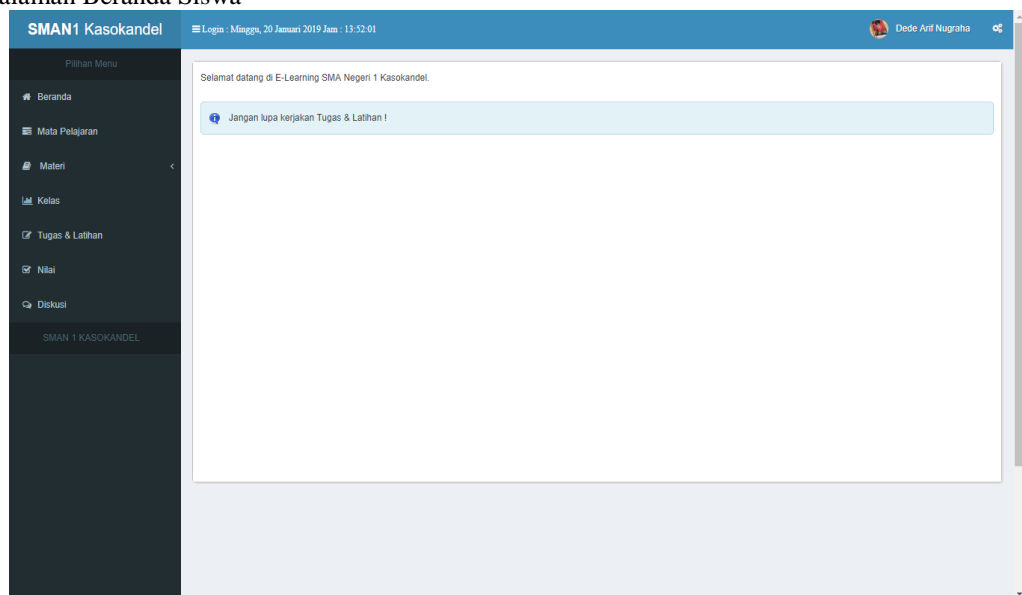 Halaman Beranda Siswa
SMAN1 Kasokandel
Login : Minggu, 20 Januari 2019 Jam : 13:52:01
Dede Arif Nugraha
Pilihan Menu
Beranda
Mata Pelajaran
Materi
Kelas
Tugas & Latihan
Nilai
Diskusi
SMAN 1 KASOKANDEL
Selamat datang di E-Learning SMA Negeri 1 Kasokandel.
Jangan lupa kerjakan Tugas & Latihan !